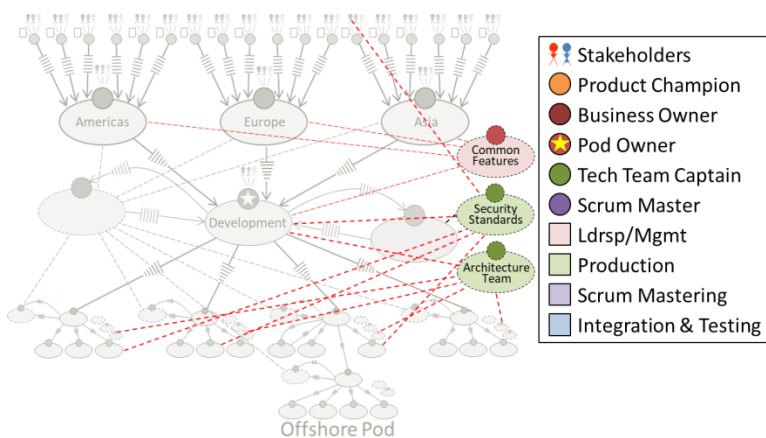 Americas
Europe
Asia
Common
Features
Development
Security
Standards
Architecture
Team
Offshore Pod
Stakeholders
Product Champion
Business Owner
Pod Owner
Tech Team Captain
Scrum Master
Ldrsp/Mgmt
Production
Scrum Mastering
Integration & Testing